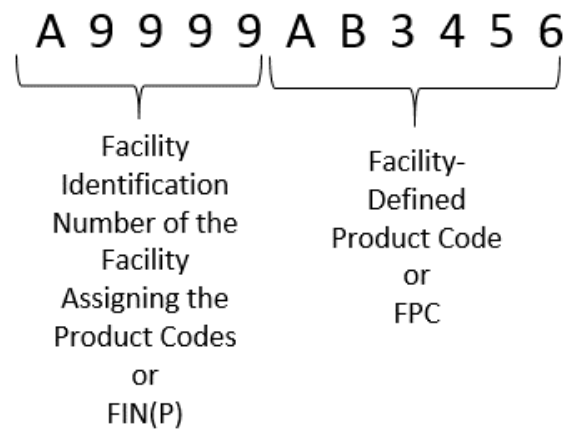 A 9 9 9 9 A B 3 4 5 6
Facility
Identification
Number of the
Facility
Assigning the
Product Codes
or
FIN(P)
Facility-
Defined
Product Code
or
FPC